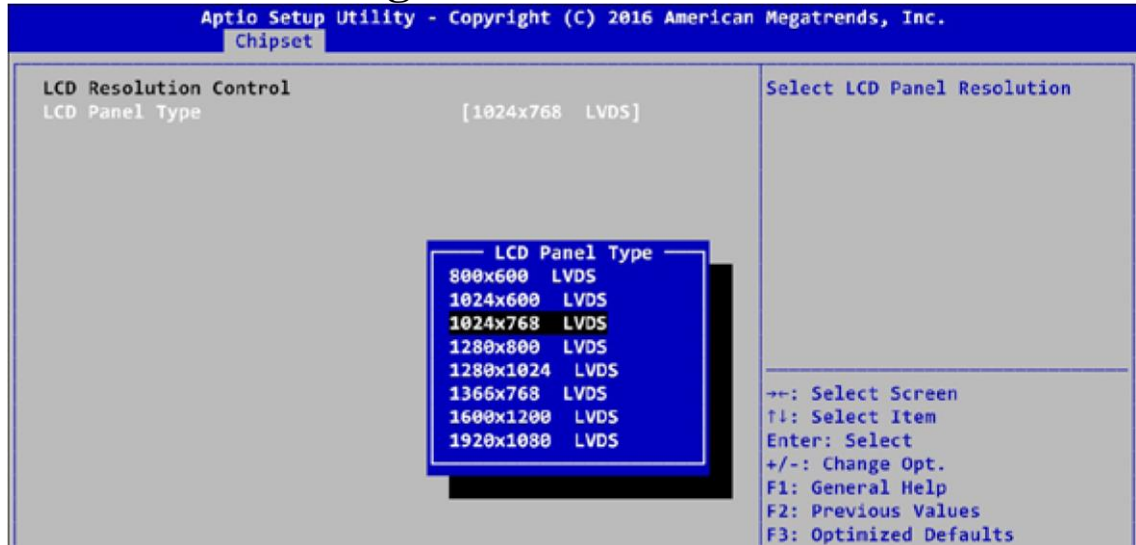 Aptio Setup Utility - Copyright (C) 2016 American Megatrends, Inc.
Chipset
LCD Resolution Control
LCD Panel Type [1024x768 LVDS]
Select LCD Panel Resolution
LCD Panel Type
800x600 LVDS
1024x600 LVDS
1024x768 LVDS
1280x800 LVDS
1280x1024 LVDS
1366x768 LVDS
1600x1200 LVDS
1920x1080 LVDS
→←: Select Screen
↑↓: Select Item
Enter: Select
+/-: Change Opt.
F1: General Help
F2: Previous Values
F3: Optimized Defaults